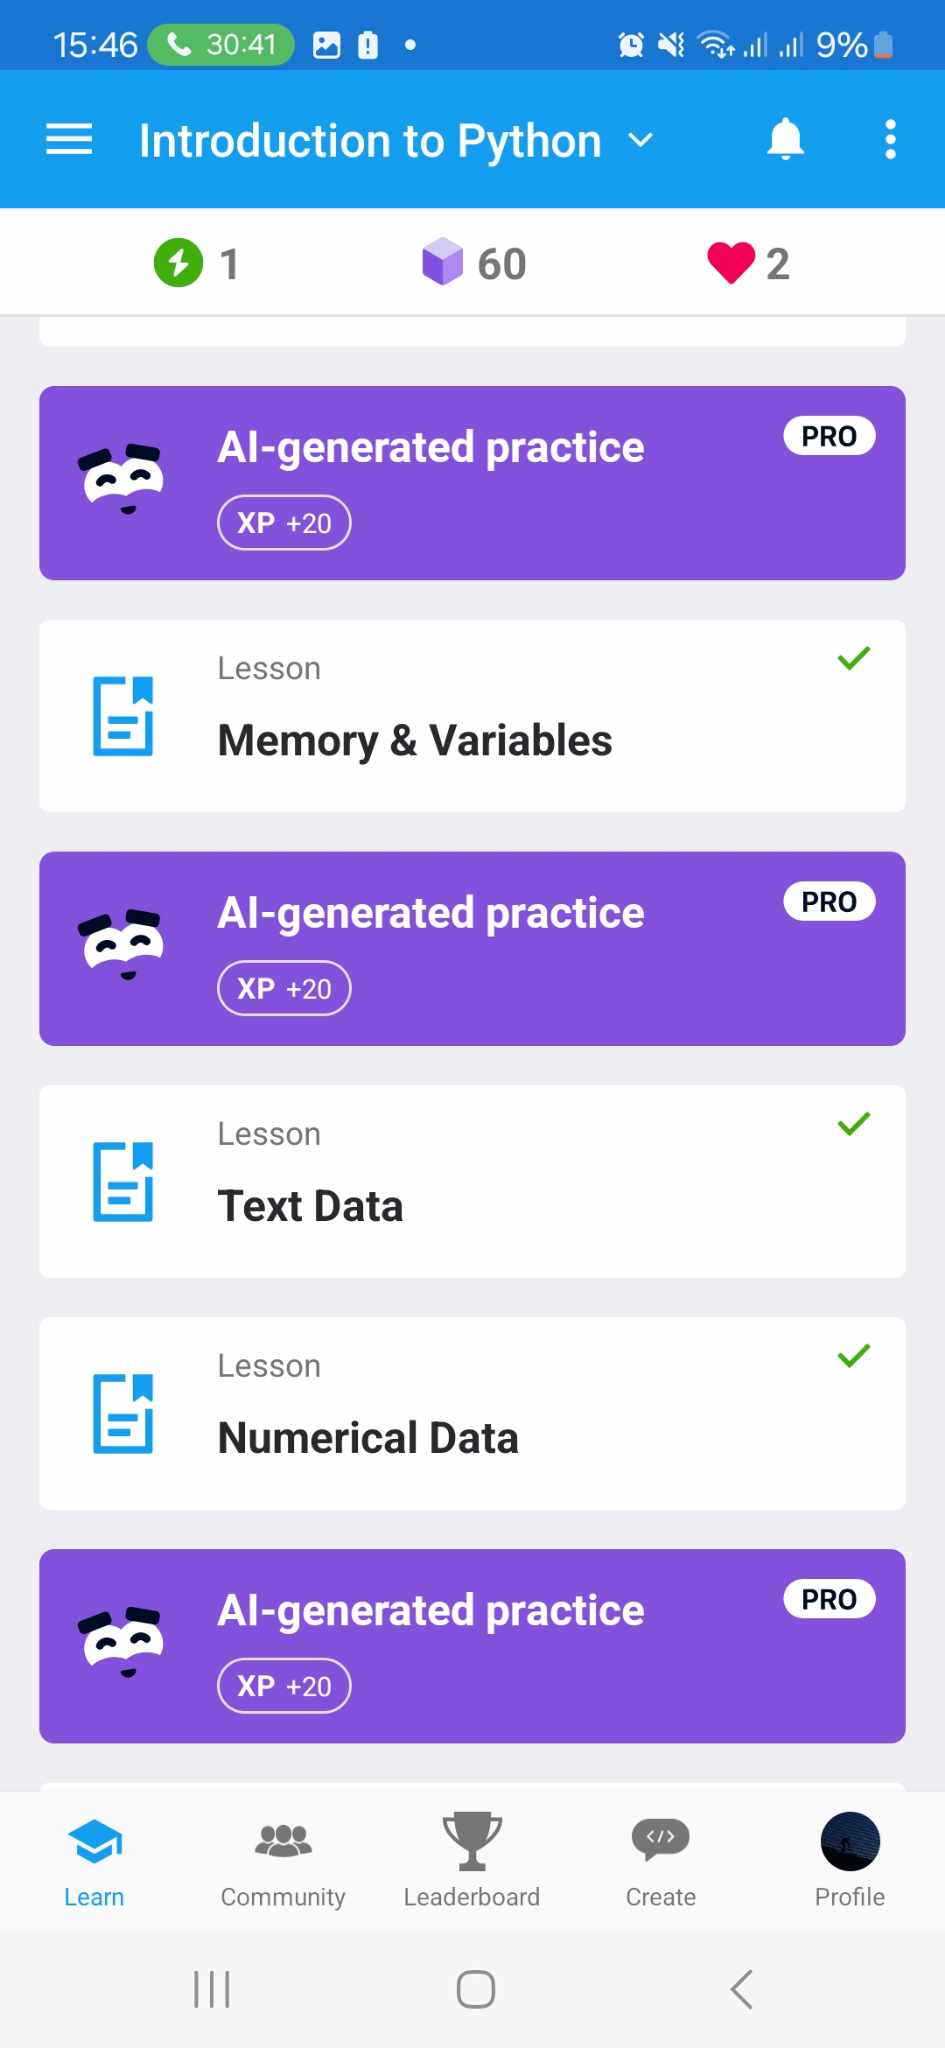 15:46 30:41 9%
Introduction to Python
1 60 2
AI-generated practice PRO
XP +20
Lesson
Memory & Variables
AI-generated practice PRO
XP +20
Lesson
Text Data
Lesson
Numerical Data
AI-generated practice PRO
XP +20
Learn Community Leaderboard Create Profile